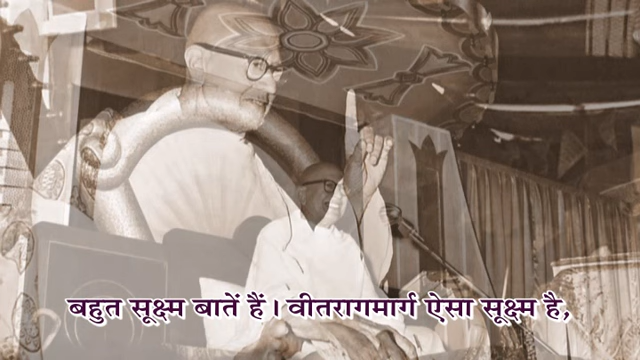 बहुत सूक्ष्म बातें हैं । वीतरागमार्ग ऐसा सूक्ष्म है,